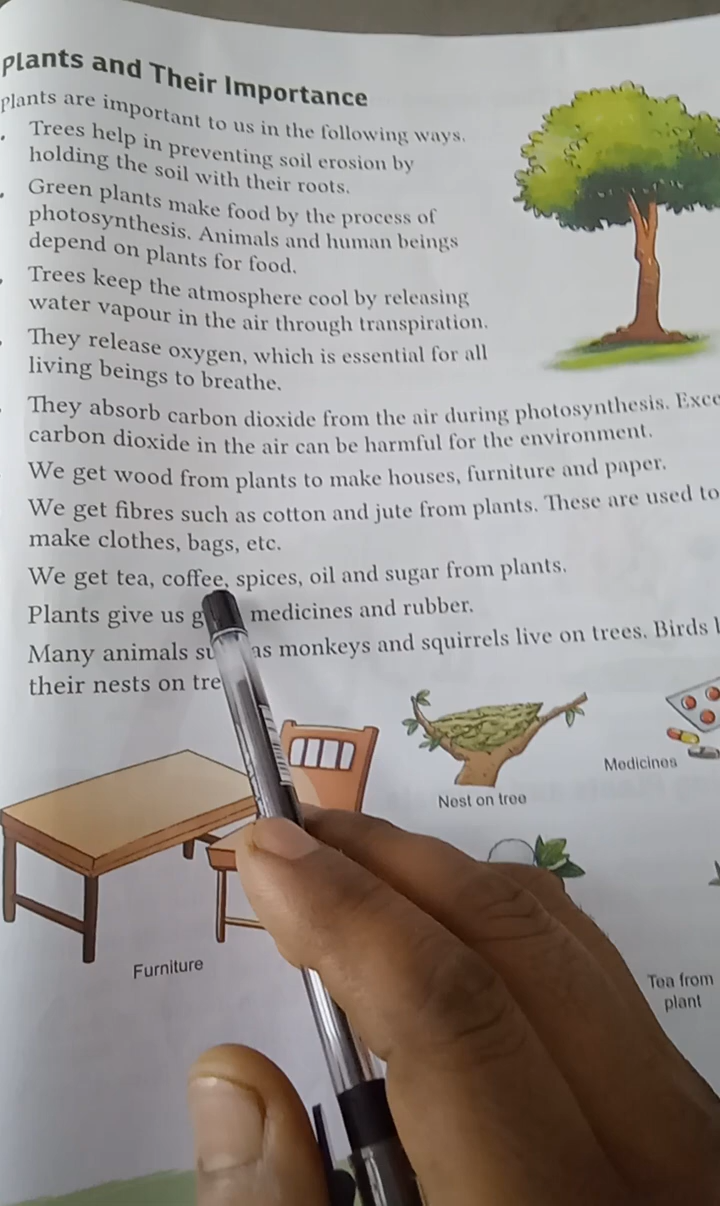 Plants and Their Importance
Plants are important to us in the following ways.
Trees help in preventing soil erosion by
holding the soil with their roots.
Green plants make food by the process of
photosynthesis. Animals and human beings
depend on plants for food.
Trees keep the atmosphere cool by releasing
water vapour in the air through transpiration.
They release oxygen, which is essential for all
living beings to breathe.
They absorb carbon dioxide from the air during photosynthesis.
carbon dioxide in the air can be harmful for the environment.
We get wood from plants to make houses, furniture and paper.
We get fibres such as cotton and jute from plants. These are used to
make clothes, bags, etc.
We get tea, coffee, spices, oil and sugar from plants.
Plants give us medicines and rubber.
Many animals as monkeys and squirrels live on trees. Birds
their nests on
Medicines
Nest on tree
Furniture
Tea from
plant